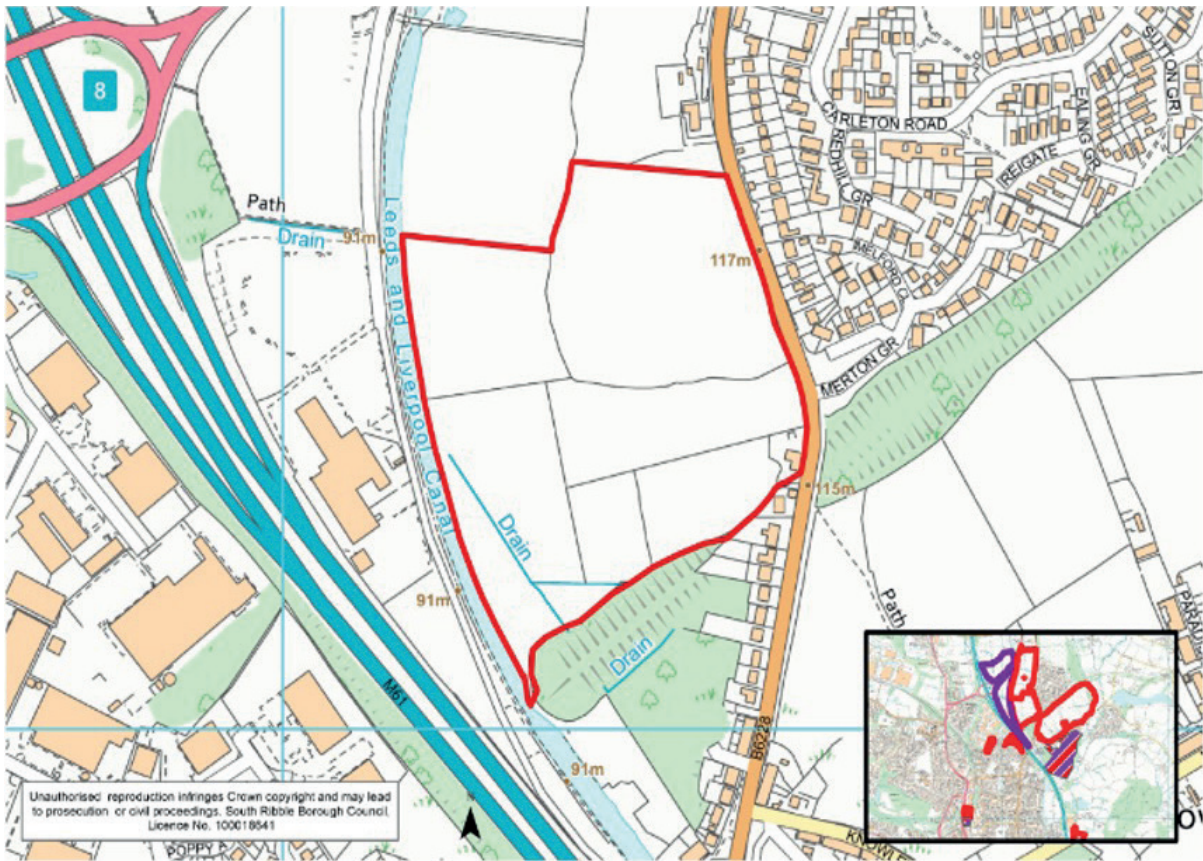 8
SUTTON GR
CARLETON ROAD
REDHILL GR
REIGATE
EALING GR
Path
Drain
91m
Leeds and Liverpool Canal
117m
MELFORD CL
MERTON GR
115m
Drain
91m
Drain
Path
M61
B6228
91m
Unauthorised reproduction infringes Crown copyright and may lead
to prosecution or civil proceedings. South Ribble Borough Council.
Licence No. 100018641
POPPY